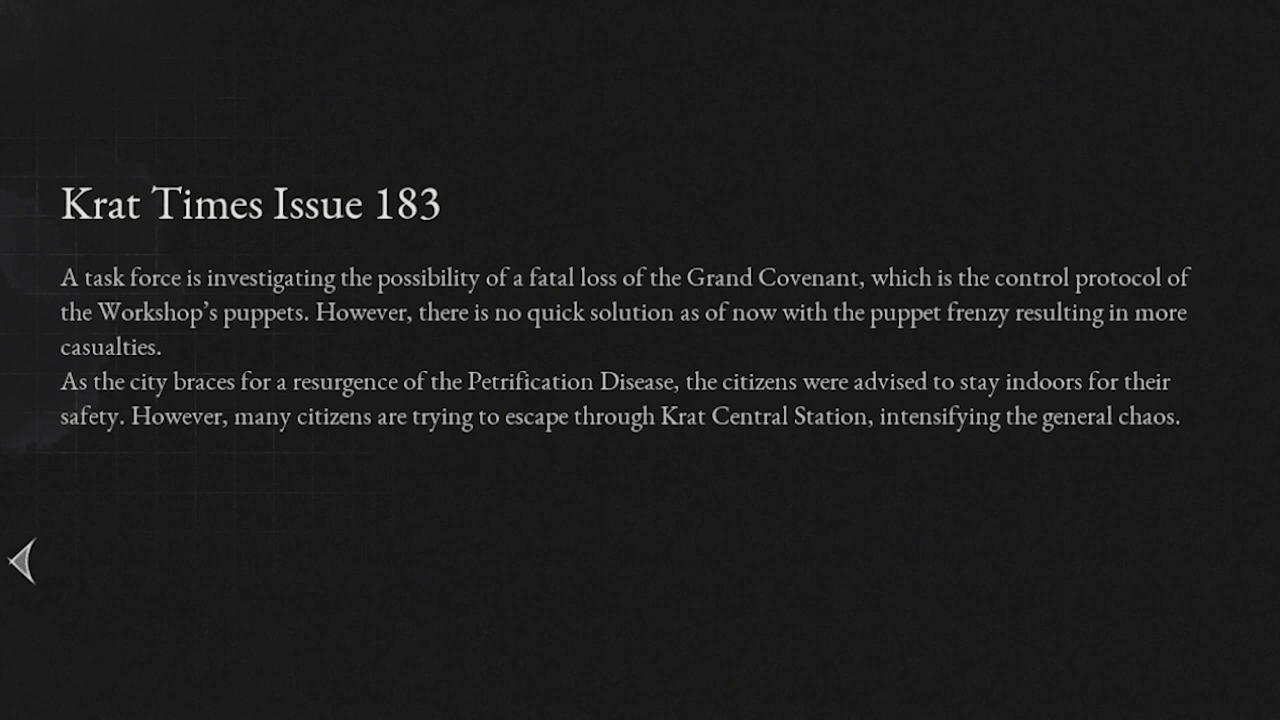 Krat Times Issue 183
A task force is investigating the possibility of a fatal loss of the Grand Covenant, which is the control protocol of
the Workshop’s puppets. However, there is no quick solution as of now with the puppet frenzy resulting in more
casualties.
As the city braces for a resurgence of the Petrification Disease, the citizens were advised to stay indoors for their
safety. However, many citizens are trying to escape through Krat Central Station, intensifying the general chaos.